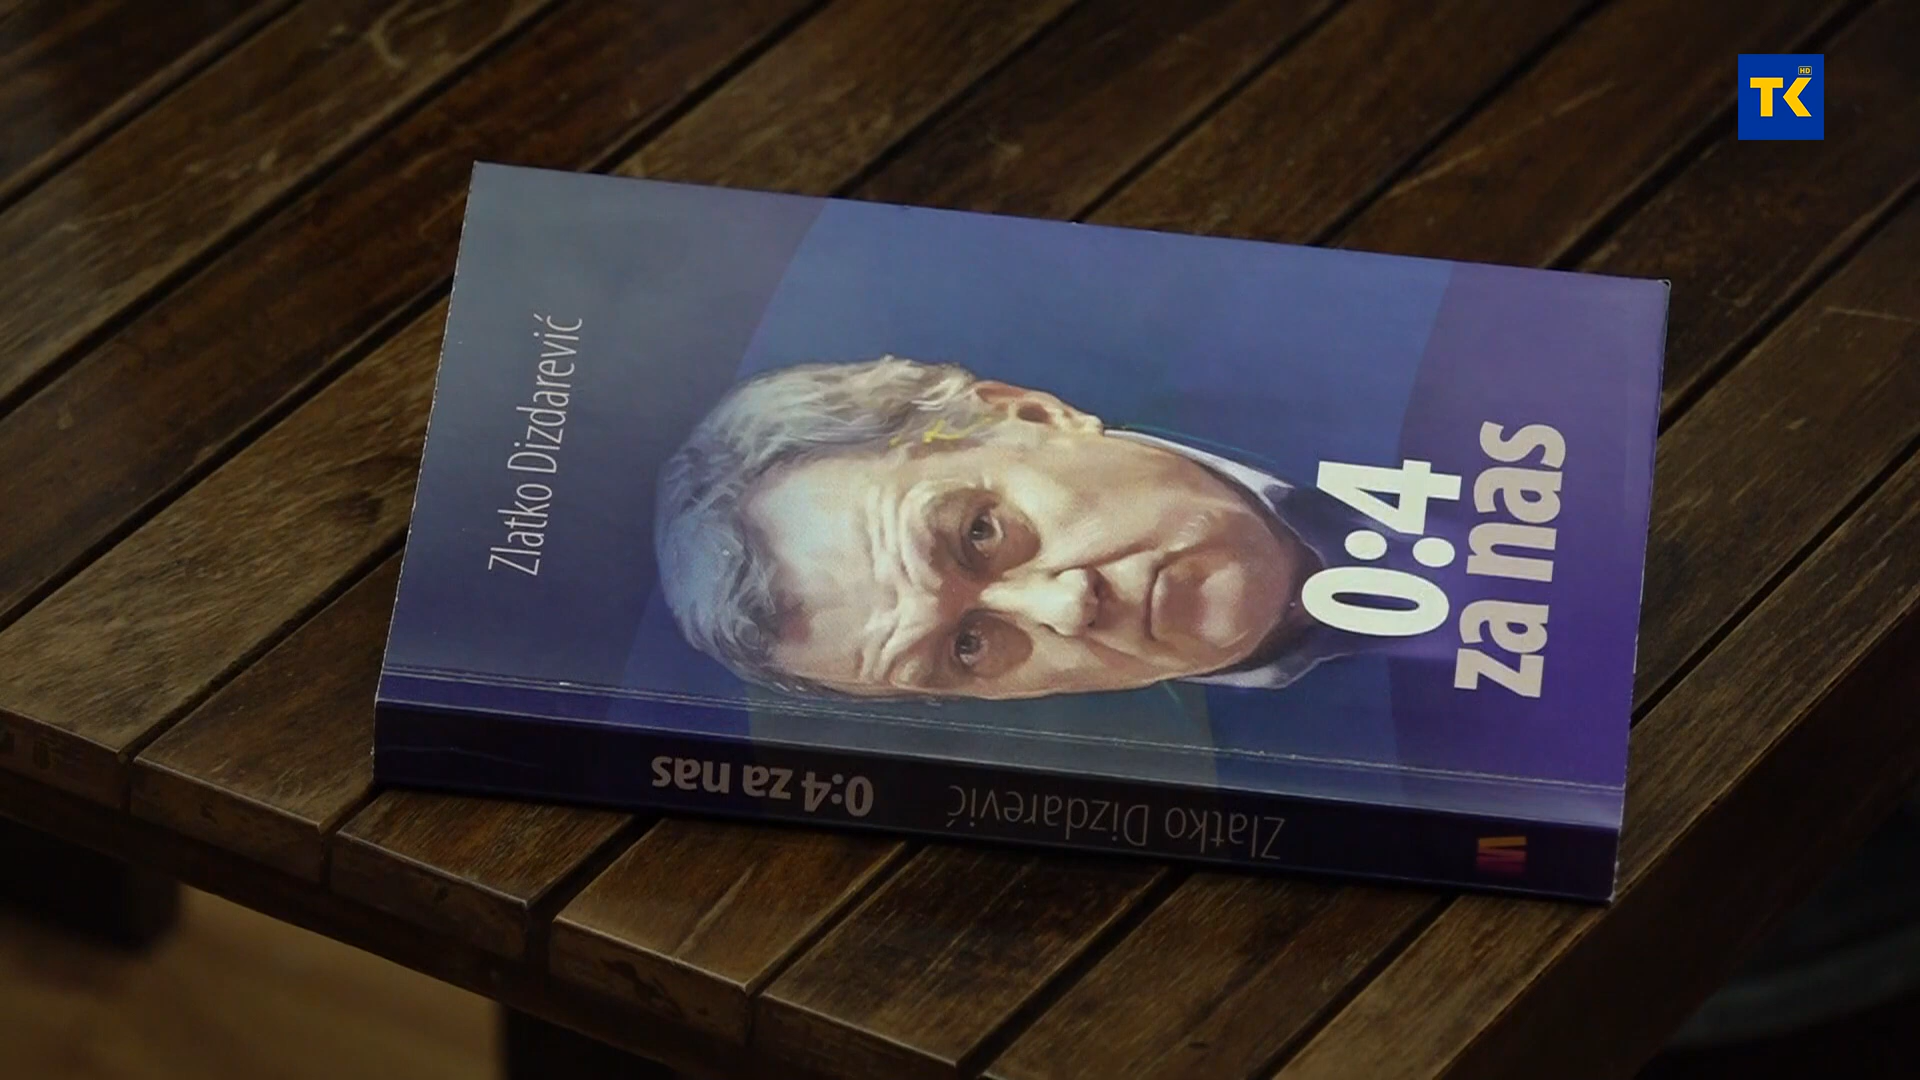 TK
HD
Zlatko Dizdarević
0:4
za nas
0:4 za nas
Zlatko Dizdarević